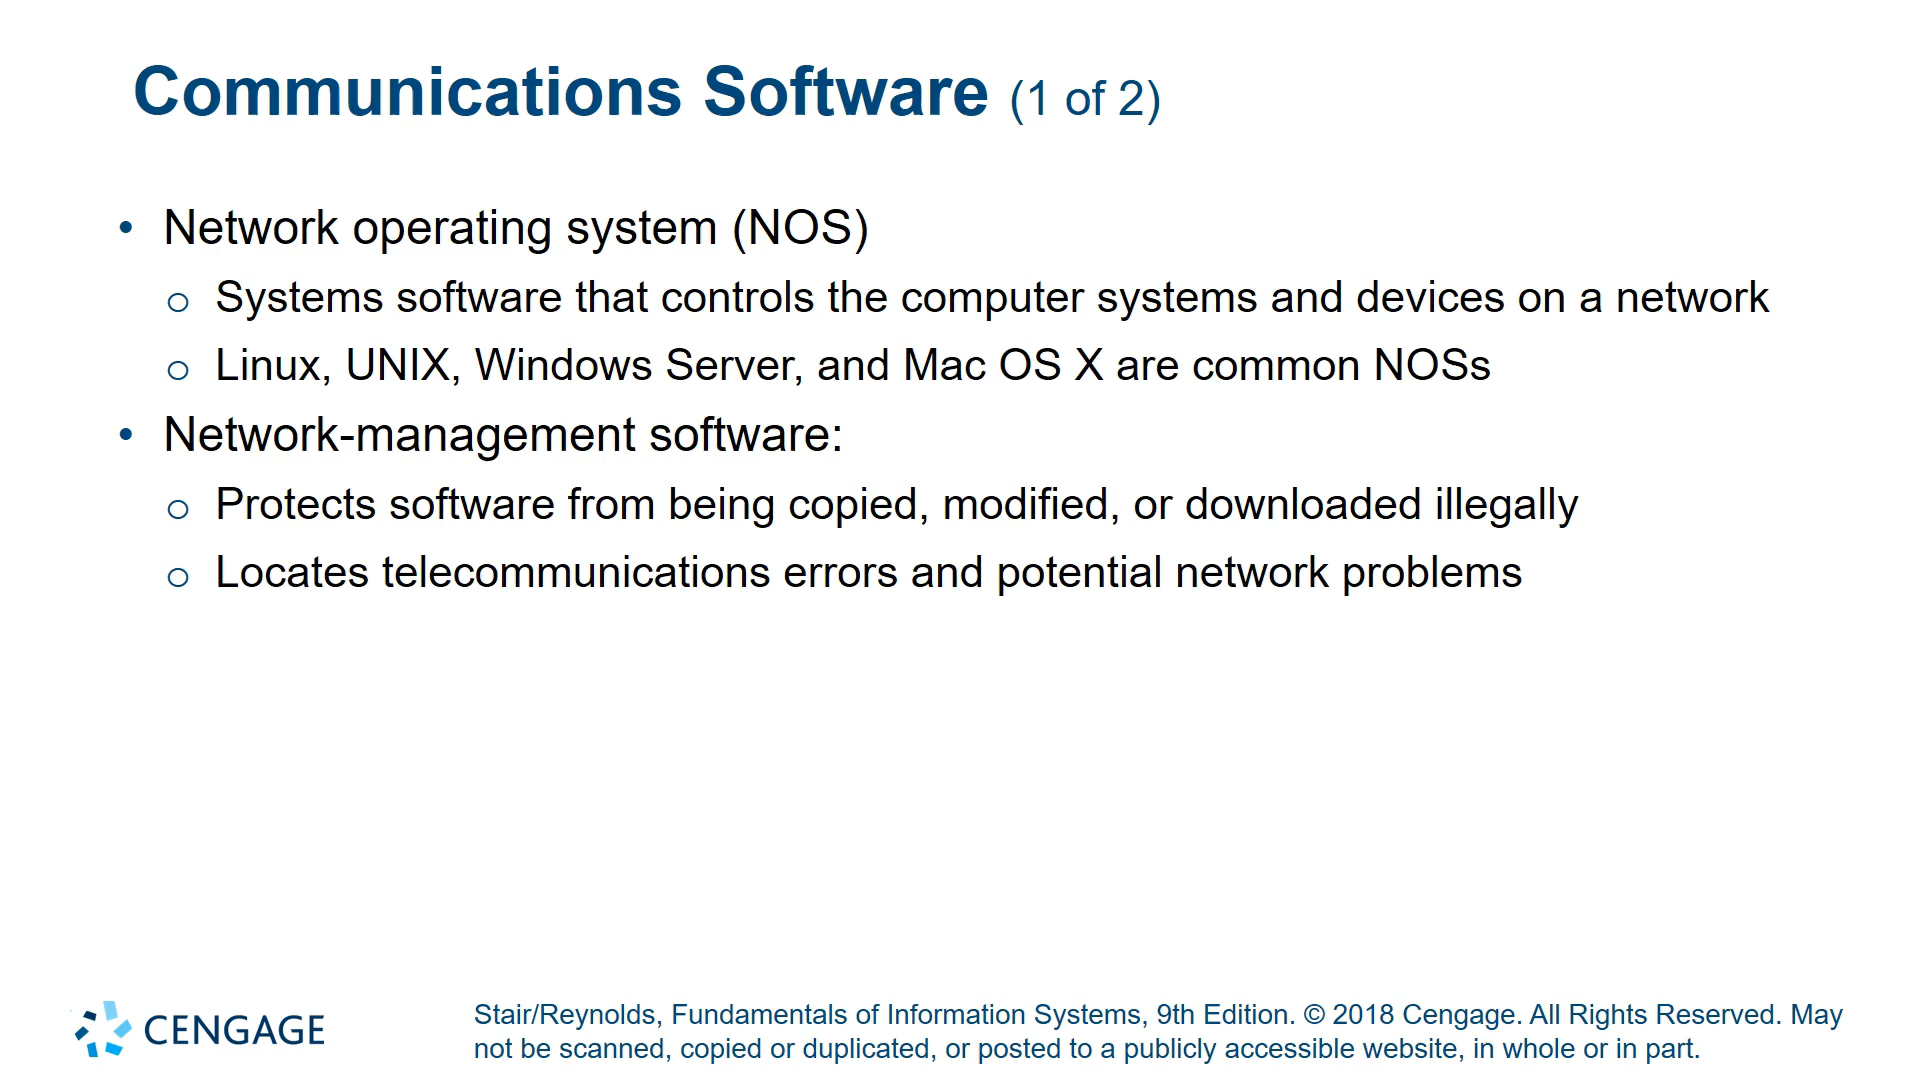 Communications Software (1 of 2)
• Network operating system (NOS)
o Systems software that controls the computer systems and devices on a network
o Linux, UNIX, Windows Server, and Mac OS X are common NOSs
• Network-management software:
o Protects software from being copied, modified, or downloaded illegally
o Locates telecommunications errors and potential network problems
CENGAGE
Stair/Reynolds, Fundamentals of Information Systems, 9th Edition. © 2018 Cengage. All Rights Reserved. May
not be scanned, copied or duplicated, or posted to a publicly accessible website, in whole or in part.